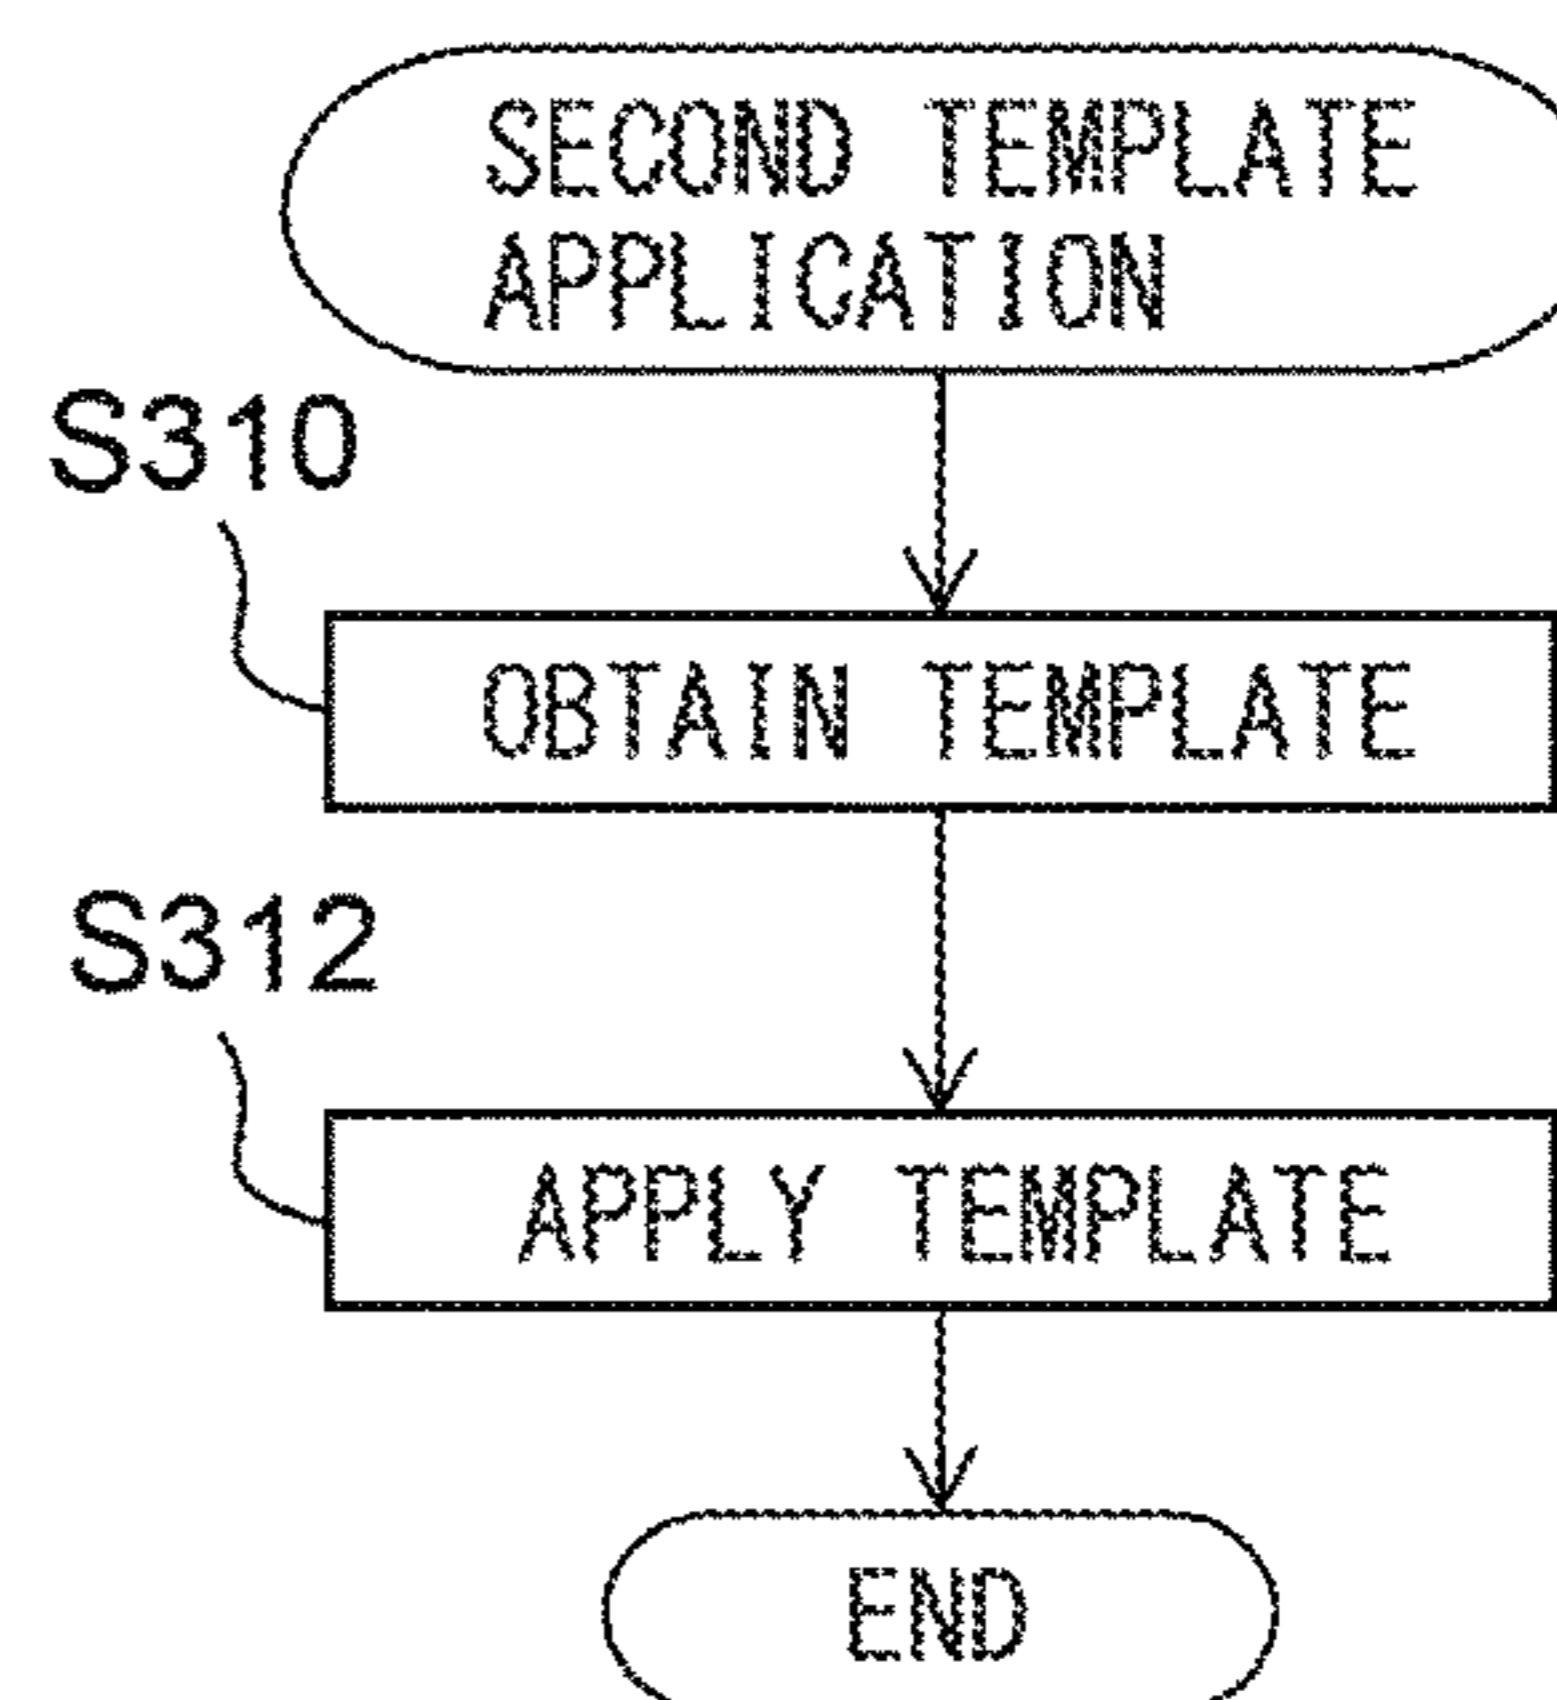 SECOND TEMPLATE
APPLICATION
S310
OBTAIN TEMPLATE
S312
APPLY TEMPLATE
END